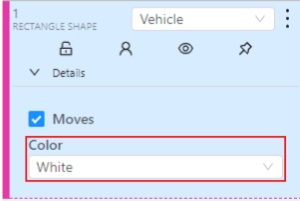 1
RECTANGLE SHAPE
Vehicle
Details
Moves
Color
White